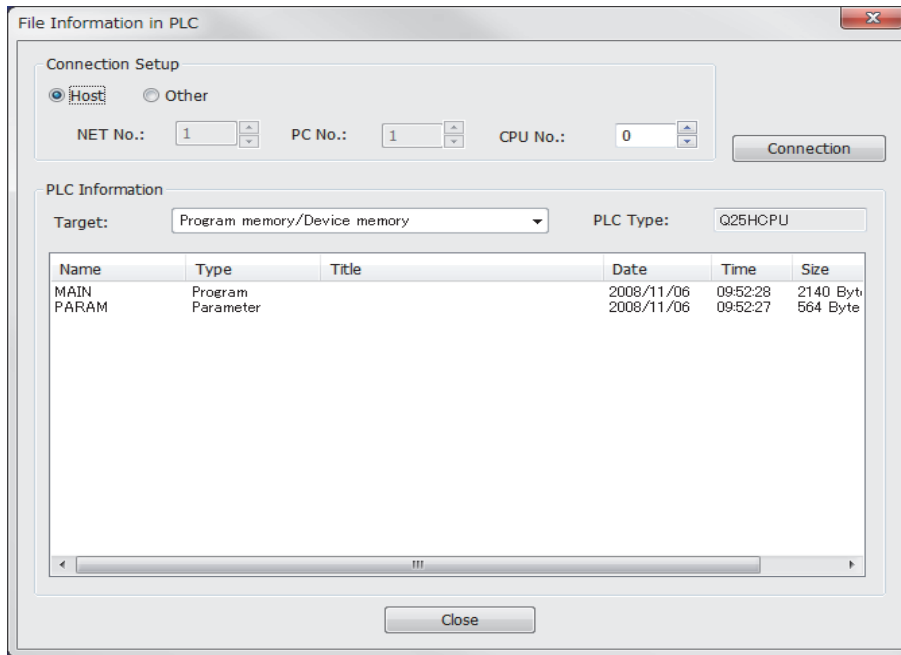 File Information in PLC
Connection Setup
Host Other
NET No.: 1 PC No.: 1 CPU No.: 0
Connection
PLC Information
Target: Program memory/Device memory PLC Type: Q25HCPU
Name Type Title Date Time Size
MAIN Program 2008/11/06 09:52:28 2140 Byt
PARAM Parameter 2008/11/06 09:52:27 564 Byte
Close